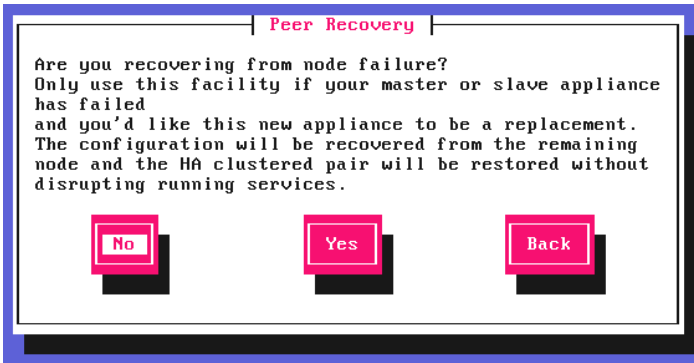 Peer Recovery
Are you recovering from node failure?
Only use this facility if your master or slave appliance
has failed
and you'd like this new appliance to be a replacement.
The configuration will be recovered from the remaining
node and the HA clustered pair will be restored without
disrupting running services.
No Yes Back